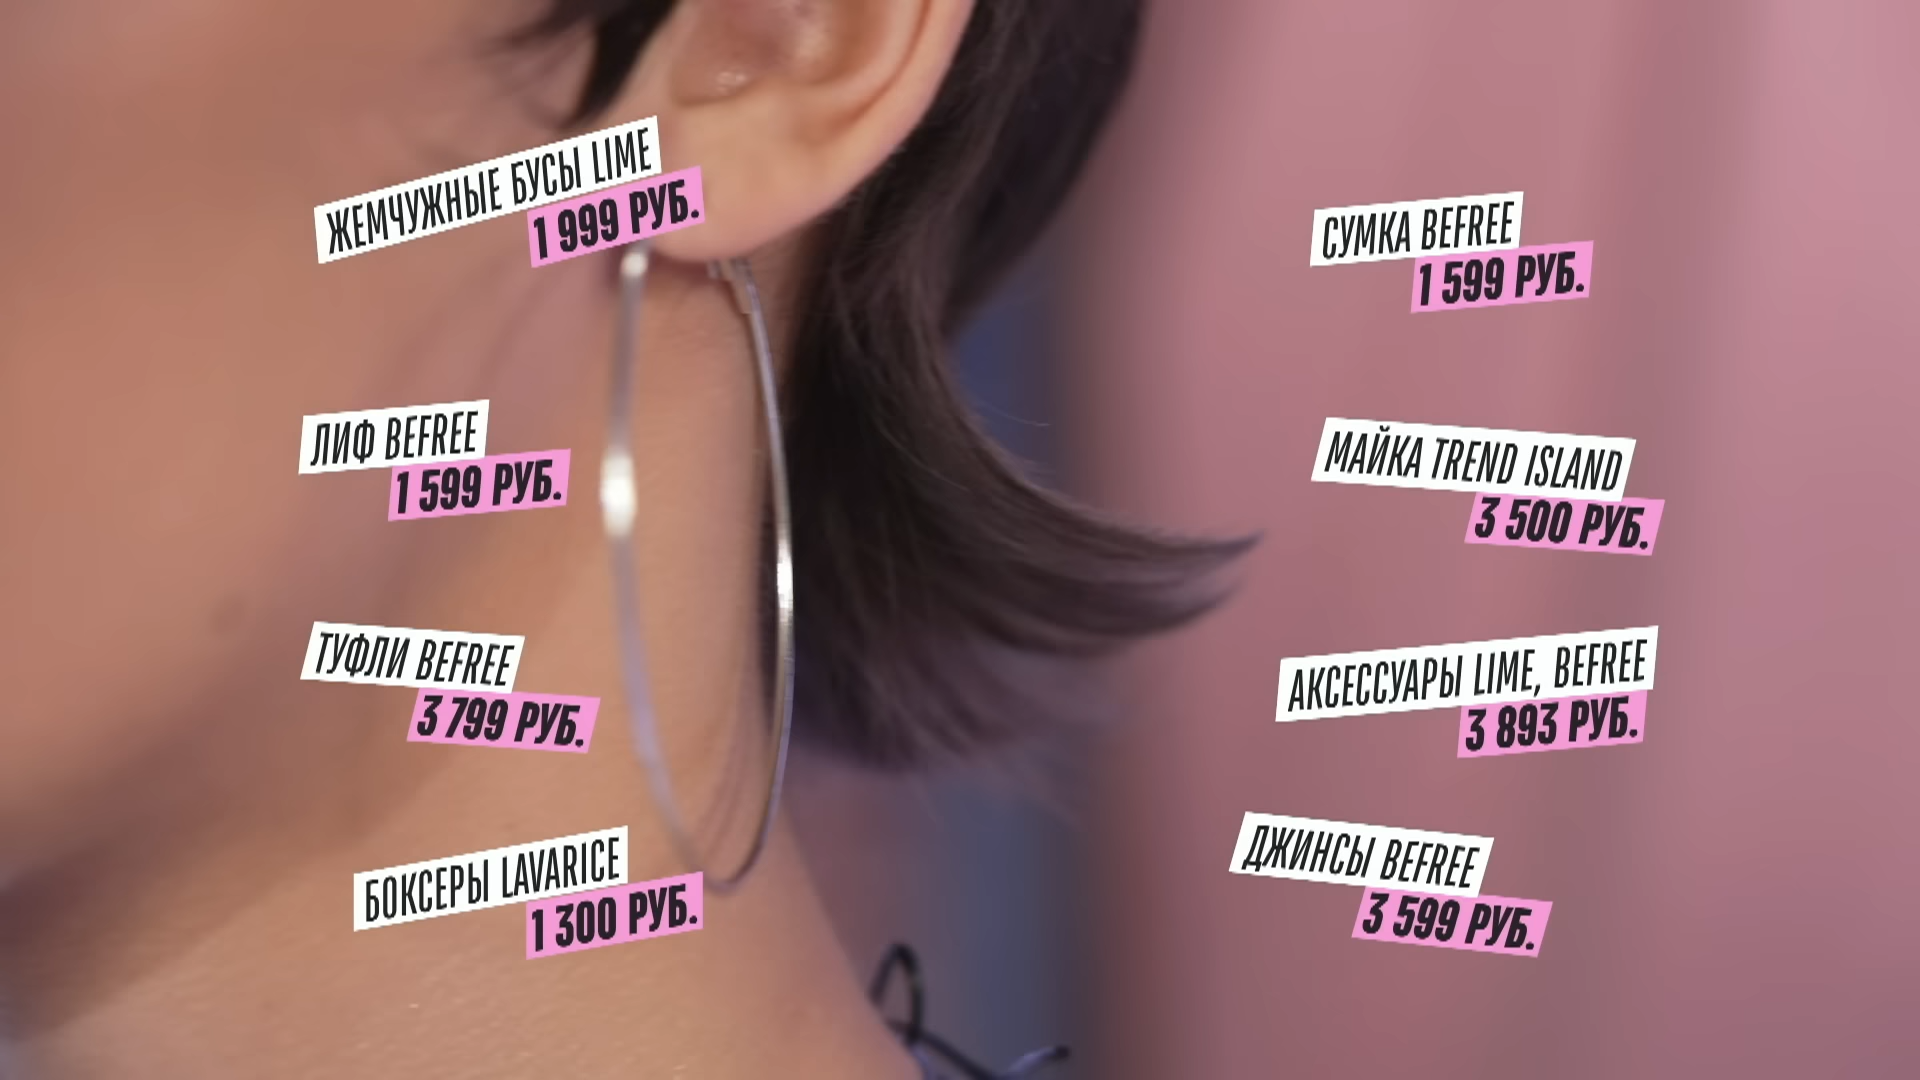 ЖЕМЧУЖНЫЕ БУСЫ LIME
1 999 РУБ.
ЛИФ BEFREE
1 599 РУБ.
ТУФЛИ BEFREE
3 799 РУБ.
БОКСЕРЫ LAVARICE
1 300 РУБ.
СУМКА BEFREE
1 599 РУБ.
МАЙКА TREND ISLAND
3 500 РУБ.
АКСЕССУАРЫ LIME, BEFREE
3 893 РУБ.
ДЖИНСЫ BEFREE
3 599 РУБ.